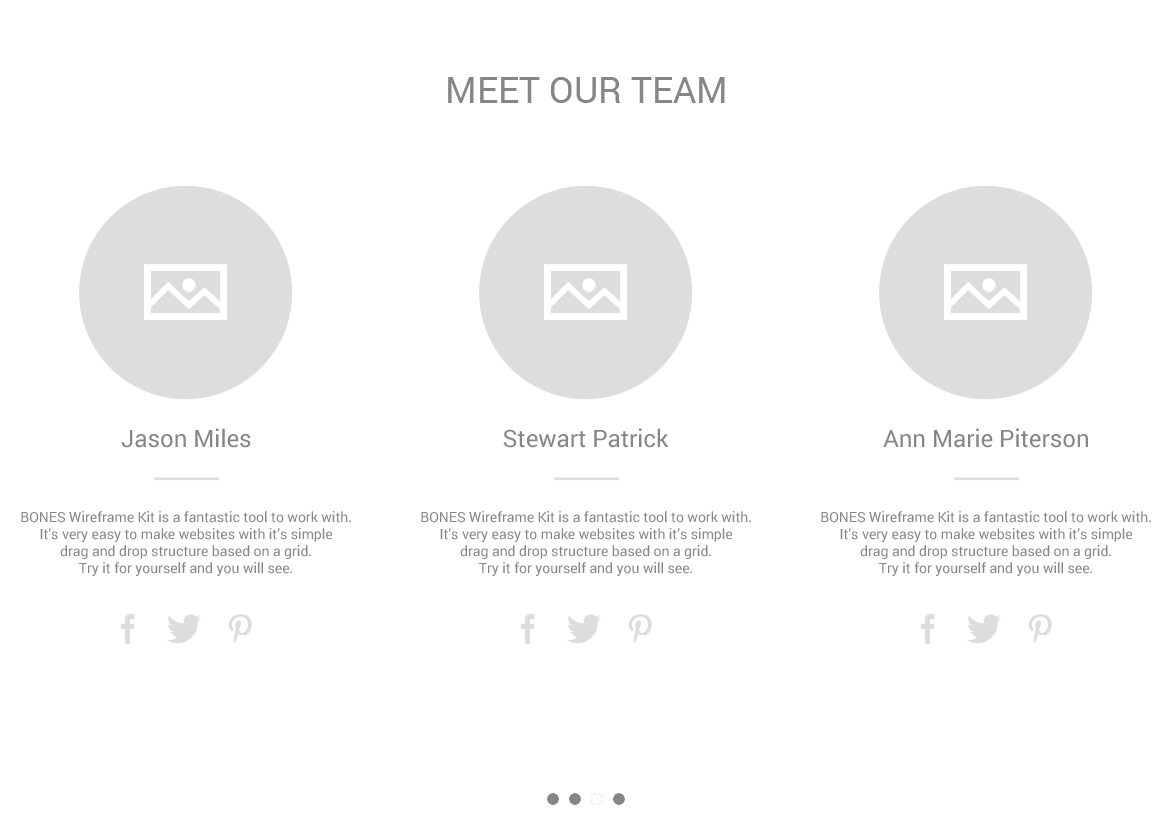 MEET OUR TEAM
Jason Miles
BONES Wireframe Kit is a fantastic tool to work with.
It's very easy to make websites with it's simple
drag and drop structure based on a grid.
Try it for yourself and you will see.
Stewart Patrick
BONES Wireframe Kit is a fantastic tool to work with.
It's very easy to make websites with it's simple
drag and drop structure based on a grid.
Try it for yourself and you will see.
Ann Marie Piterson
BONES Wireframe Kit is a fantastic tool to work with.
It's very easy to make websites with it's simple
drag and drop structure based on a grid.
Try it for yourself and you will see.